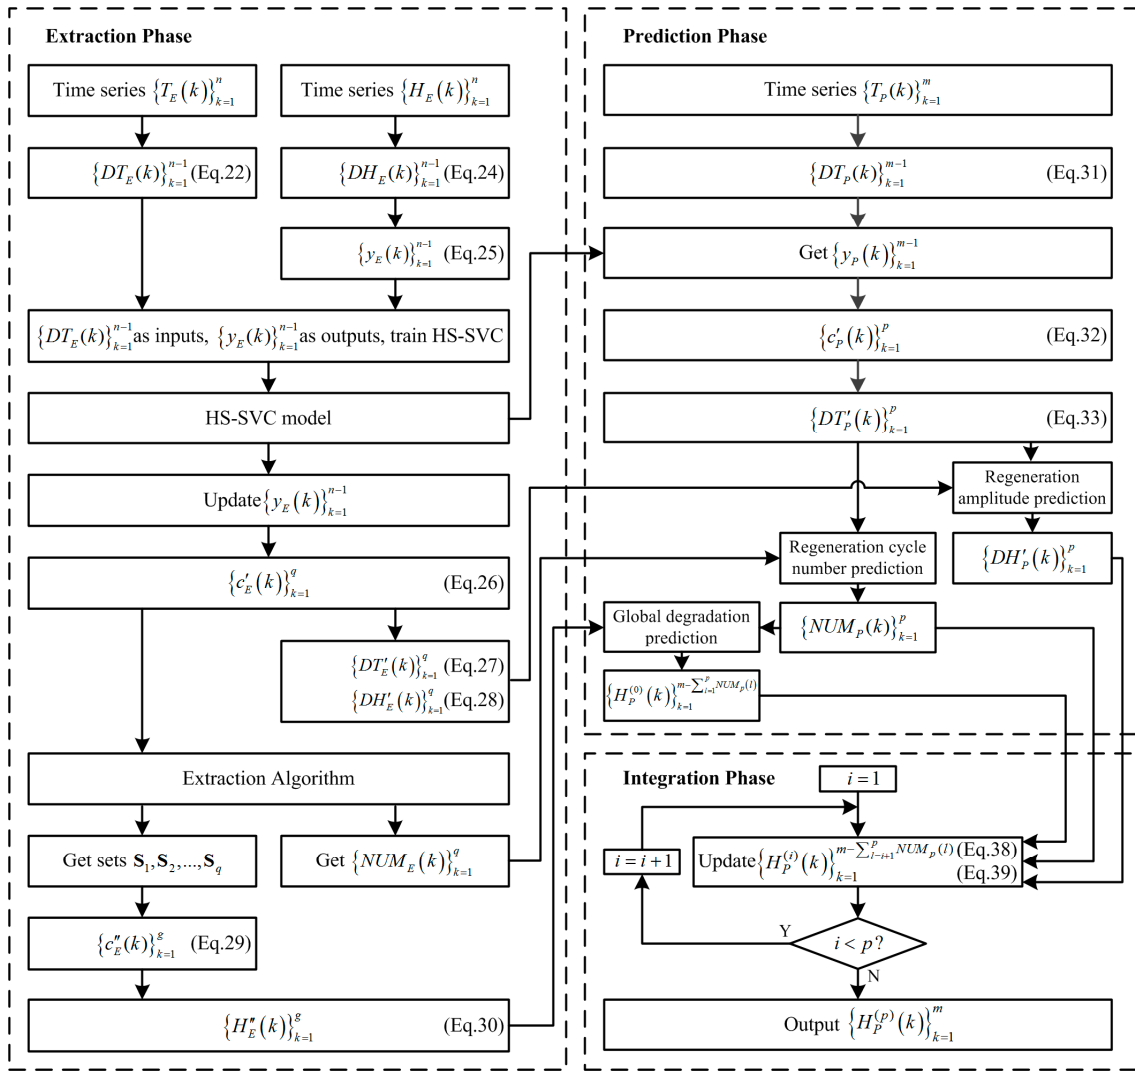 Extraction Phase
Time series {T_E(k)}_{k=1}^{n}
Time series {H_E(k)}_{k=1}^{n}
{DT_E(k)}_{k=1}^{n-1} (Eq.22)
{DH_E(k)}_{k=1}^{n-1} (Eq.24)
{y_E(k)}_{k=1}^{n-1} (Eq.25)
{DT_E(k)}_{k=1}^{n-1} as inputs, {y_E(k)}_{k=1}^{n-1} as outputs, train HS-SVC
HS-SVC model
Update {y_E(k)}_{k=1}^{n-1}
{c'_E(k)}_{k=1}^{q} (Eq.26)
{DT'_E(k)}_{k=1}^{q} (Eq.27)
{DH'_E(k)}_{k=1}^{q} (Eq.28)
Extraction Algorithm
Get sets S_1, S_2, ..., S_q
Get {NUM_E(k)}_{k=1}^{q}
{c''_E(k)}_{k=1}^{g} (Eq.29)
{H''_E(k)}_{k=1}^{g} (Eq.30)
Prediction Phase
Time series {T_P(k)}_{k=1}^{m}
{DT_P(k)}_{k=1}^{m-1} (Eq.31)
Get {y_P(k)}_{k=1}^{m-1}
{c'_P(k)}_{k=1}^{p} (Eq.32)
{DT'_P(k)}_{k-1}^{p} (Eq.33)
Regeneration
amplitude prediction
{DH'_P(k)}_{k=1}^{p}
Regeneration cycle
number prediction
{NUM_P(k)}_{k=1}^{p}
Global degradation
prediction
{H_P^{(0)}(k)}_{k=1}^{m-∑_{l=1}^{p} NUM_p(l)}
Integration Phase
i = 1
i = i+1
Update {H_P^{(i)}(k)}_{k=1}^{m-∑_{l-i+1}^{p} NUM_p(l)} (Eq.38)
(Eq.39)
i < p?
Y
N
Output {H_P^{(p)}(k)}_{k=1}^{m}